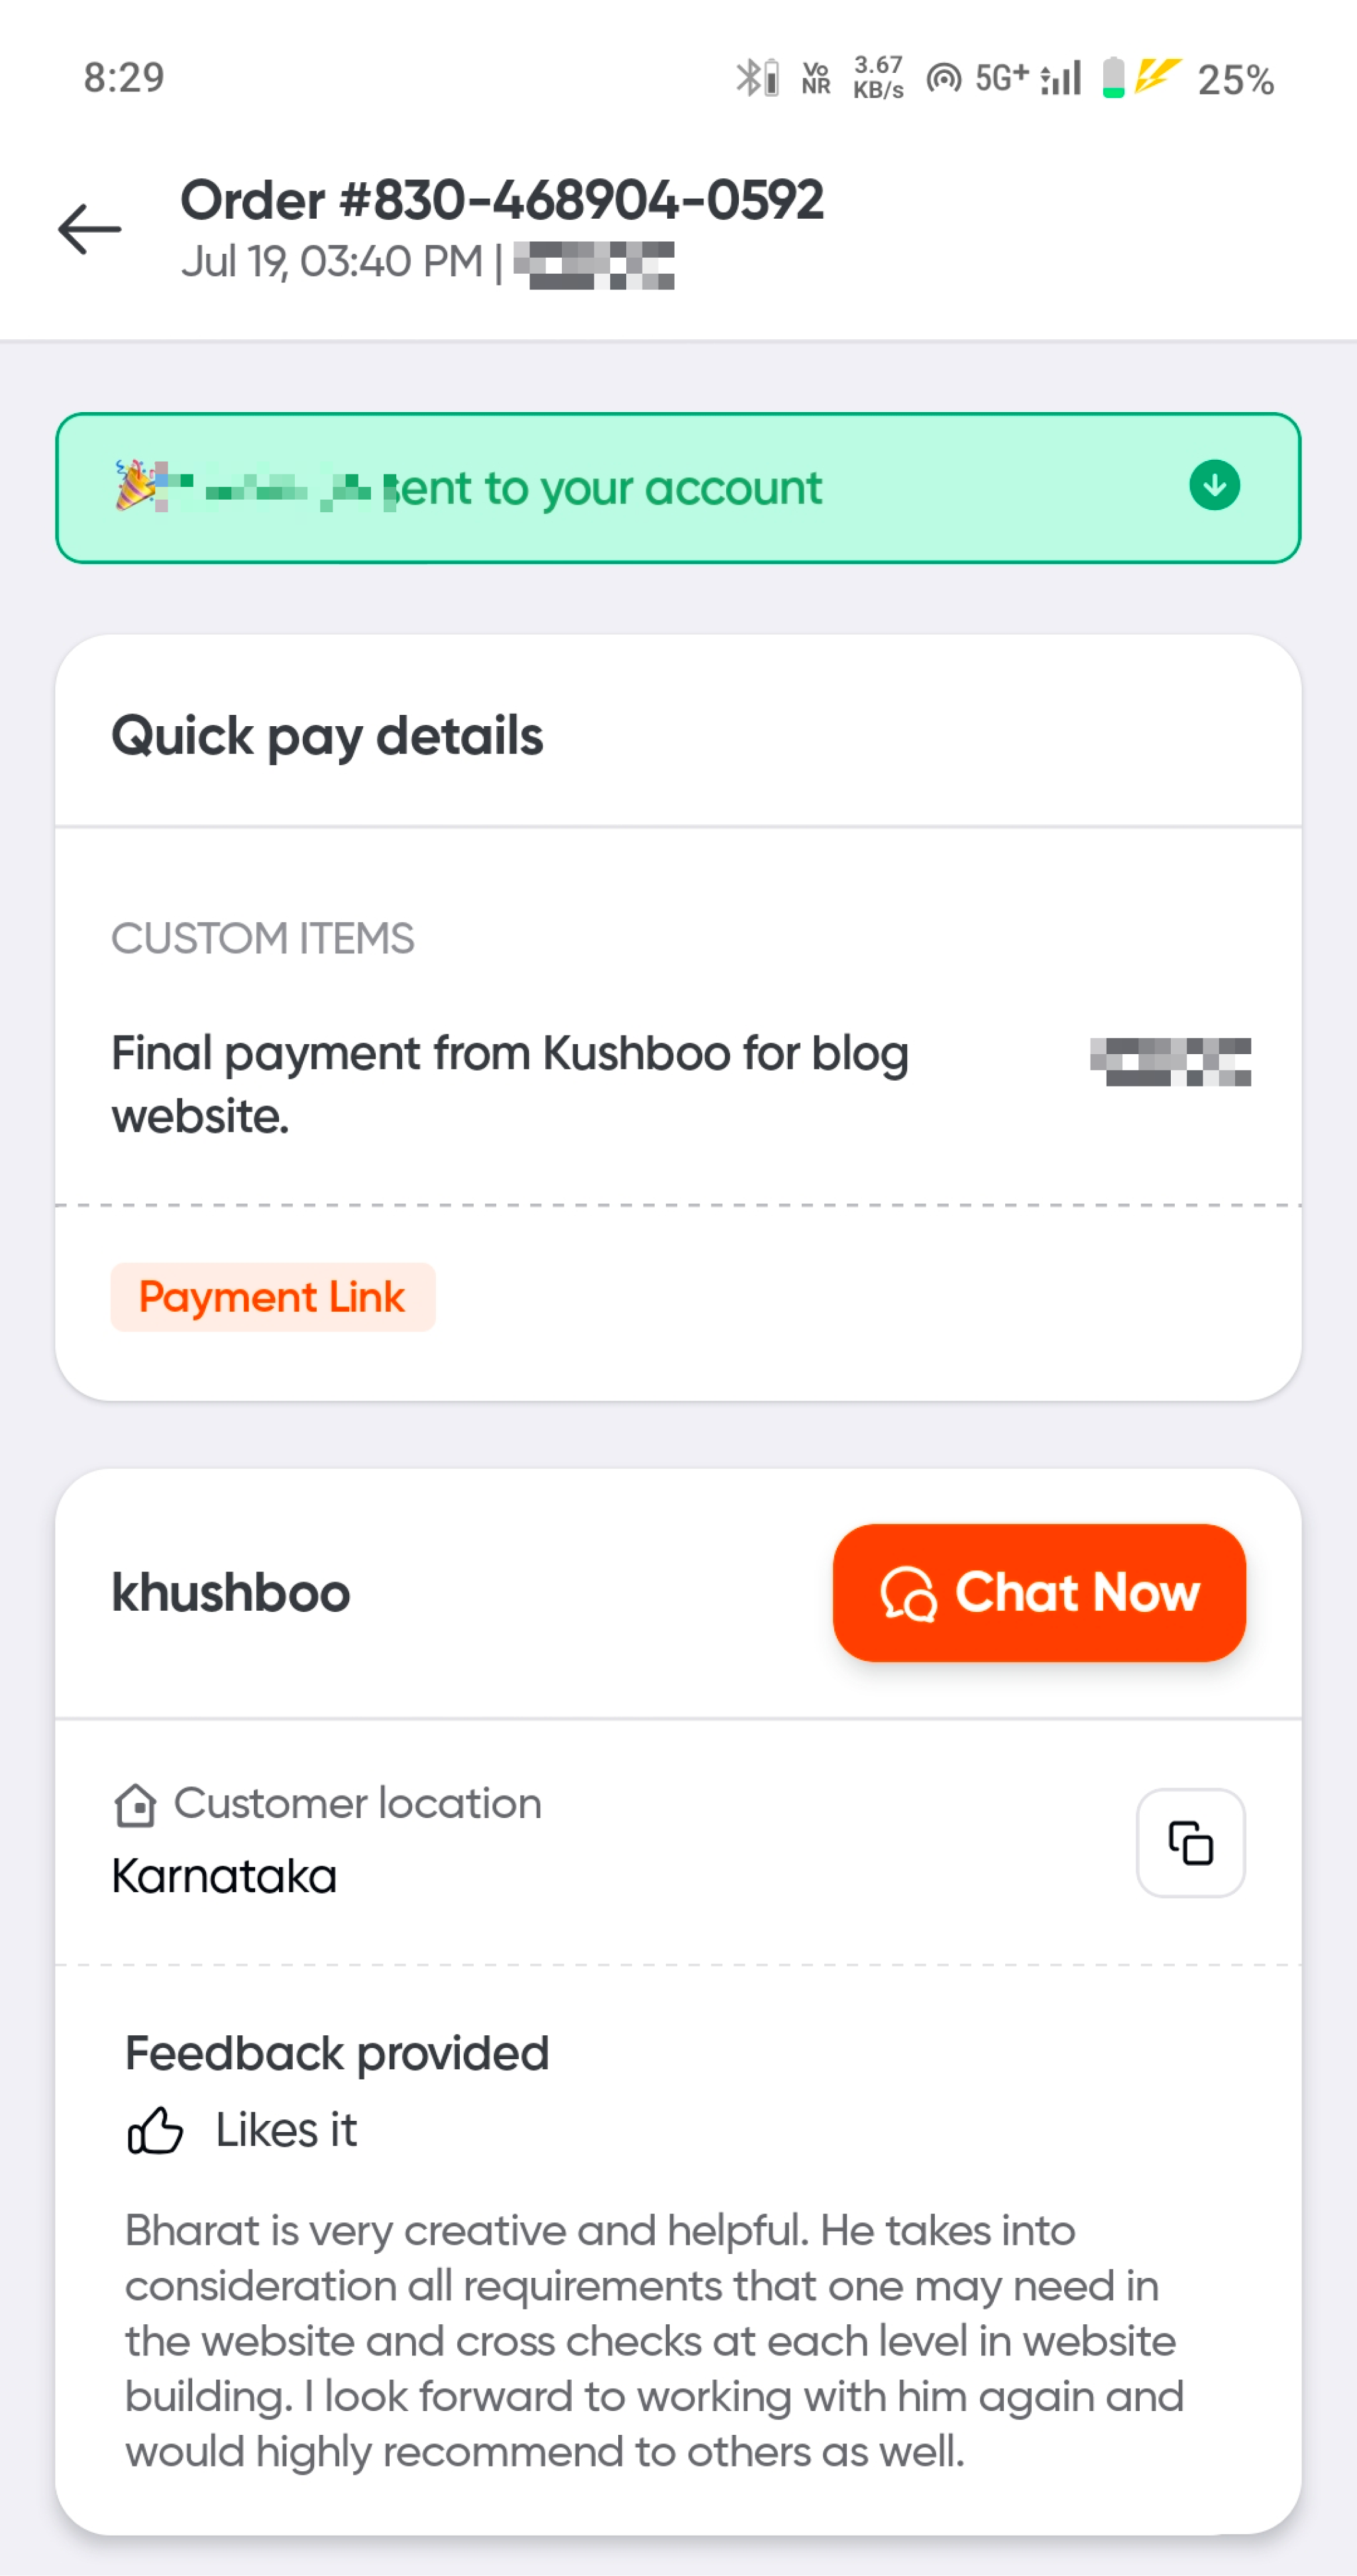 8:29
Vo NR 3.67 KB/s 5G+ 25%
Order #830-468904-0592
Jul 19, 03:40 PM |
sent to your account
Quick pay details
CUSTOM ITEMS
Final payment from Kushboo for blog
website.
Payment Link
khushboo
Chat Now
Customer location
Karnataka
Feedback provided
Likes it
Bharat is very creative and helpful. He takes into
consideration all requirements that one may need in
the website and cross checks at each level in website
building. I look forward to working with him again and
would highly recommend to others as well.